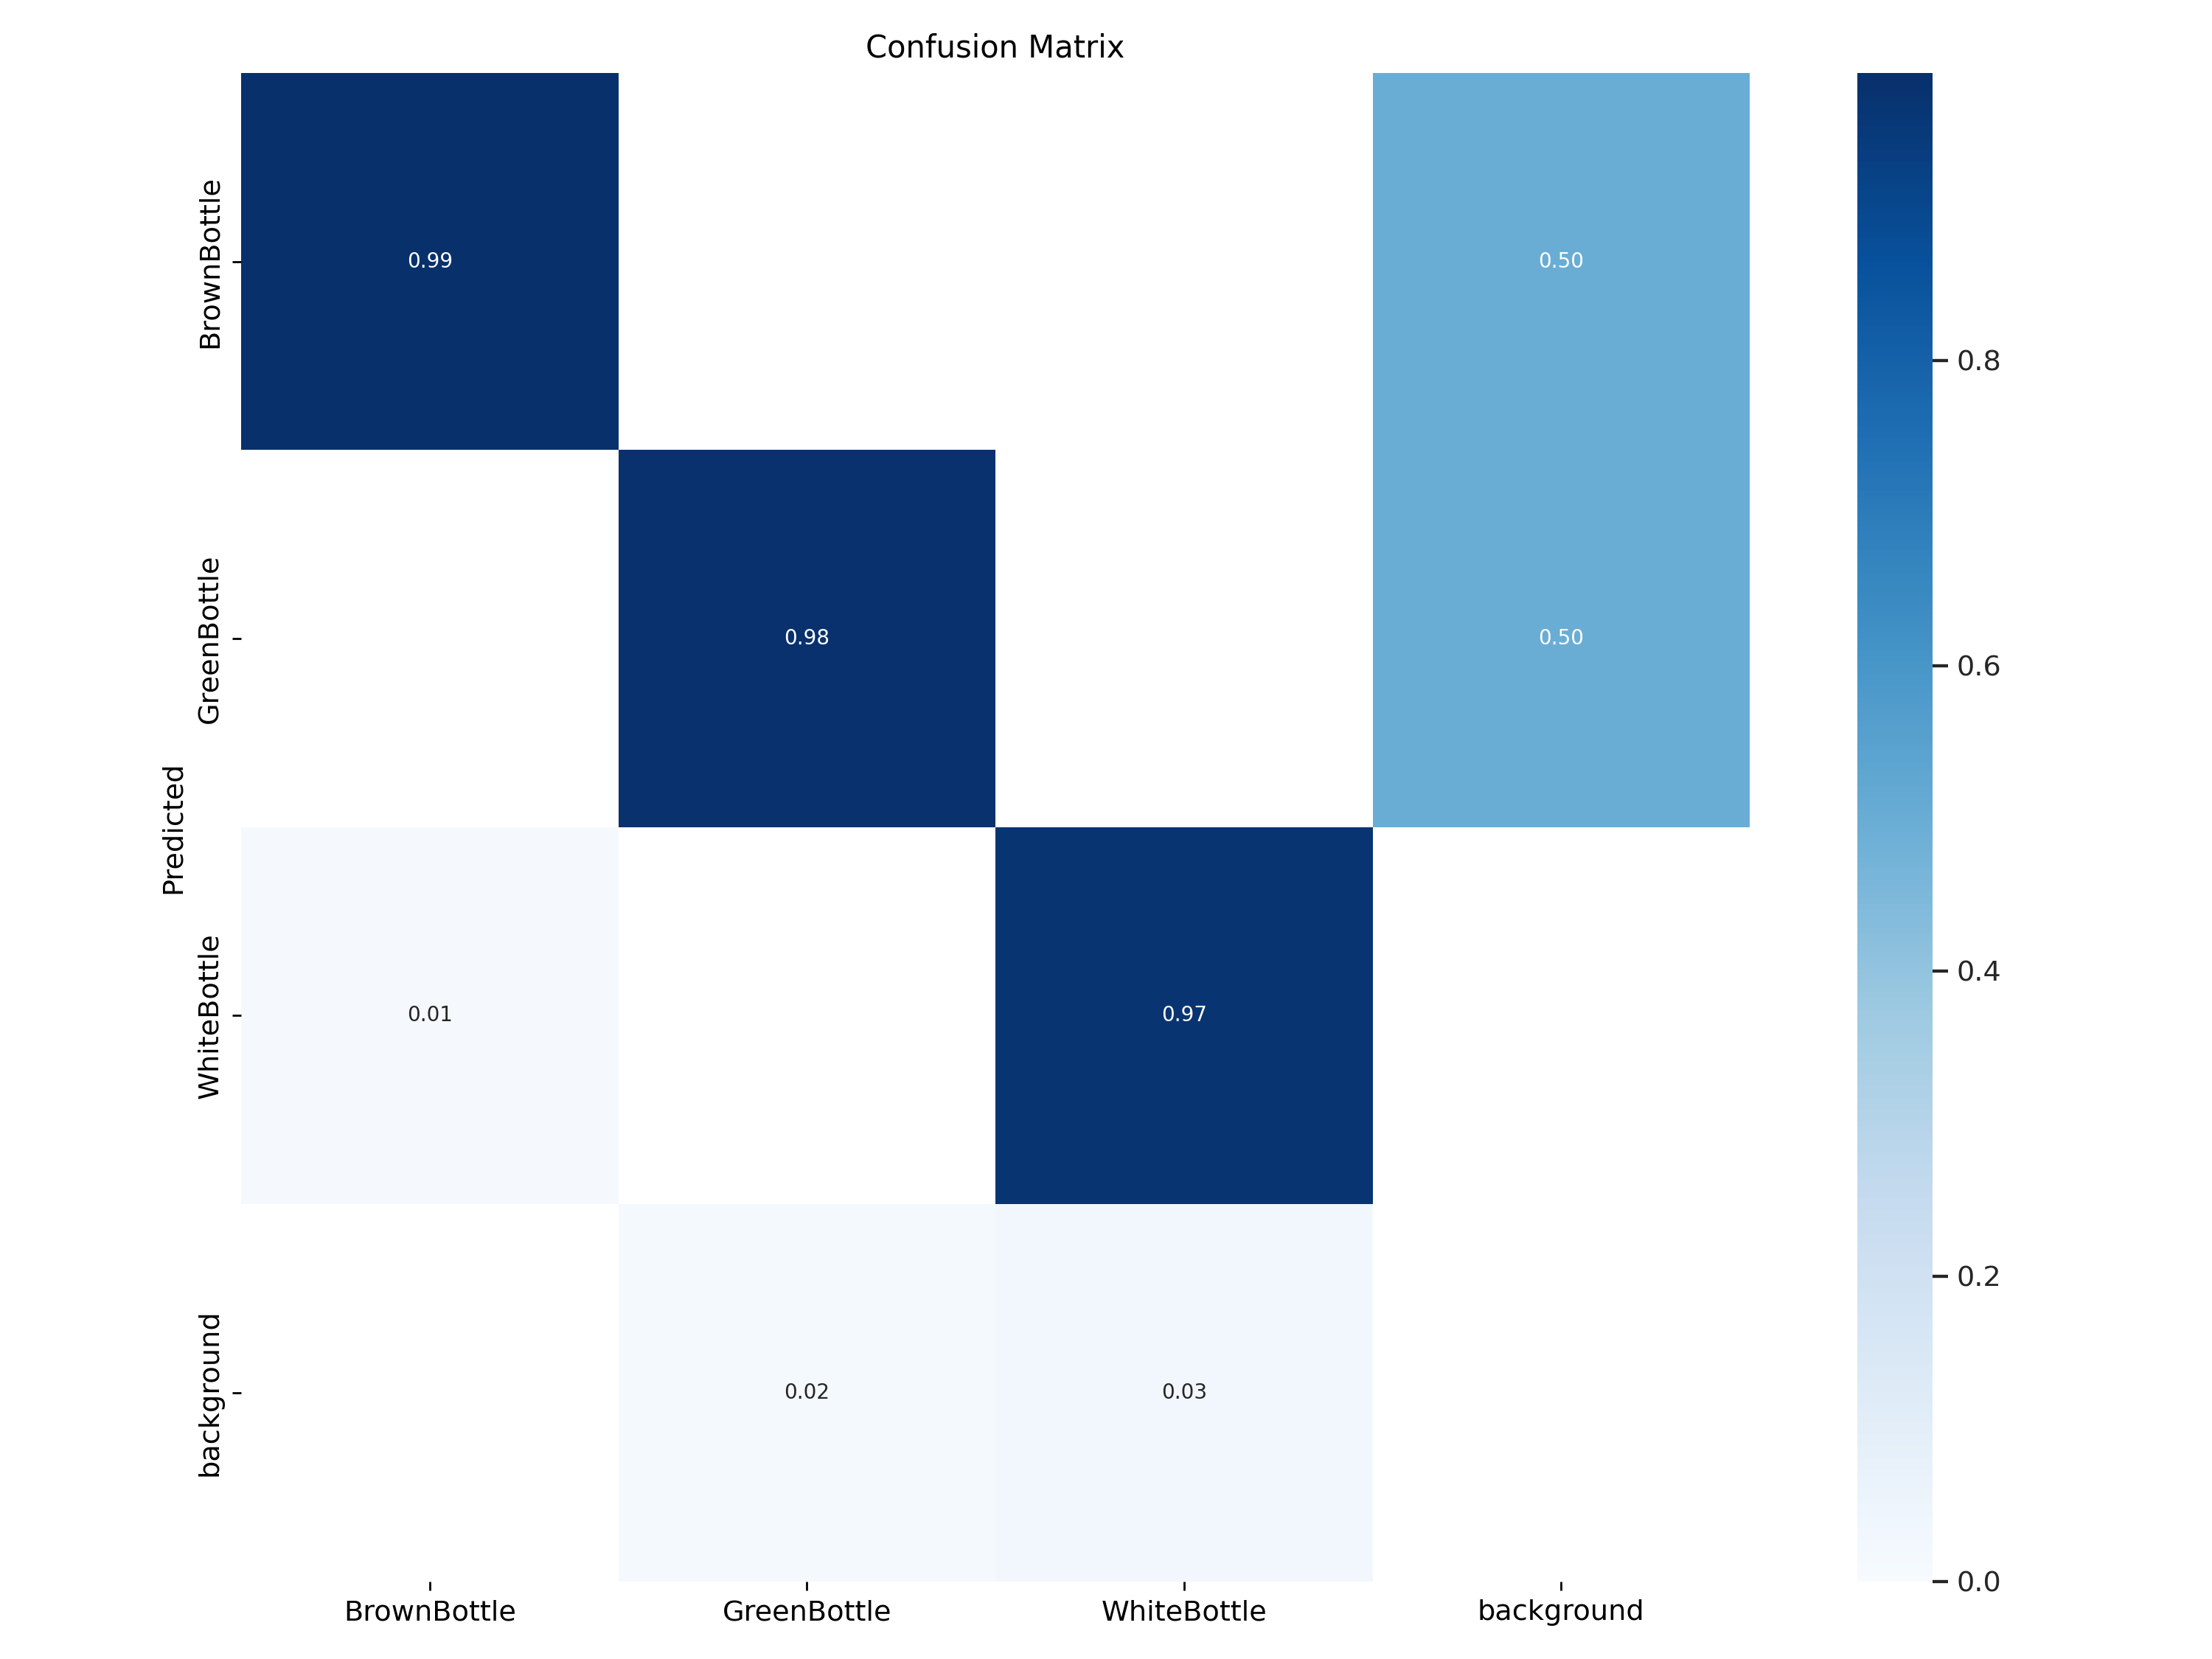 Confusion Matrix
BrownBottle
0.99
0.50
0.8
GreenBottle
0.98
0.50
0.6
Predicted
WhiteBottle
0.01
0.97
0.4
background
0.02
0.03
0.2
0.0
BrownBottle
GreenBottle
WhiteBottle
background